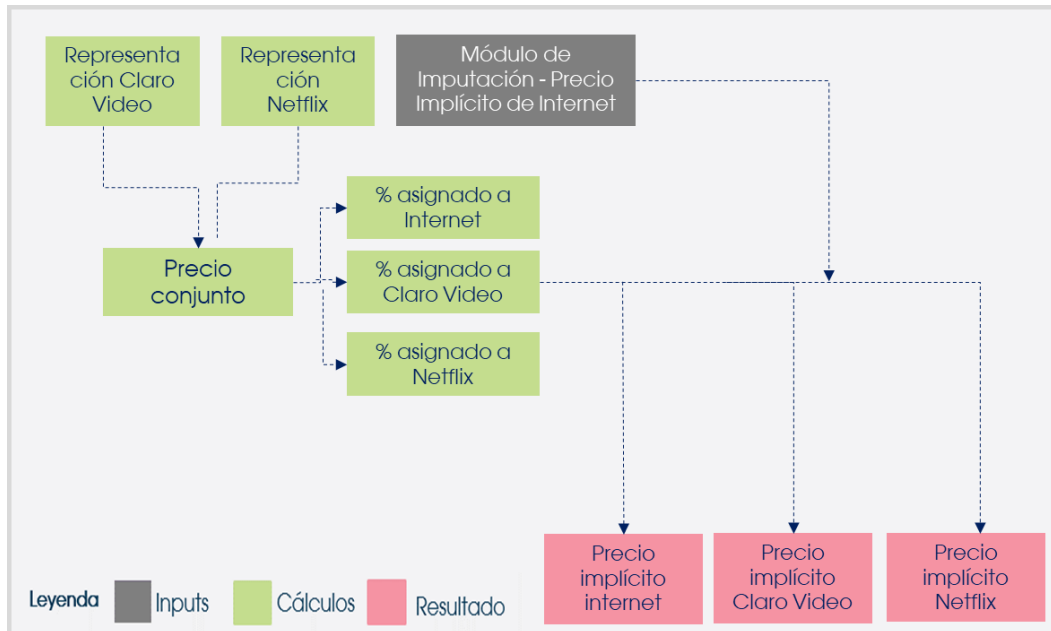 Representa
ción Claro
Video
Representa
ción
Netflix
Módulo de
Imputación - Precio
Implícito de Internet
% asignado a
Internet
Precio
conjunto
% asignado a
Claro Video
% asignado a
Netflix
Precio
implícito
internet
Precio
implícito
Claro Video
Precio
implícito
Netflix
Leyenda
Inputs
Cálculos
Resultado